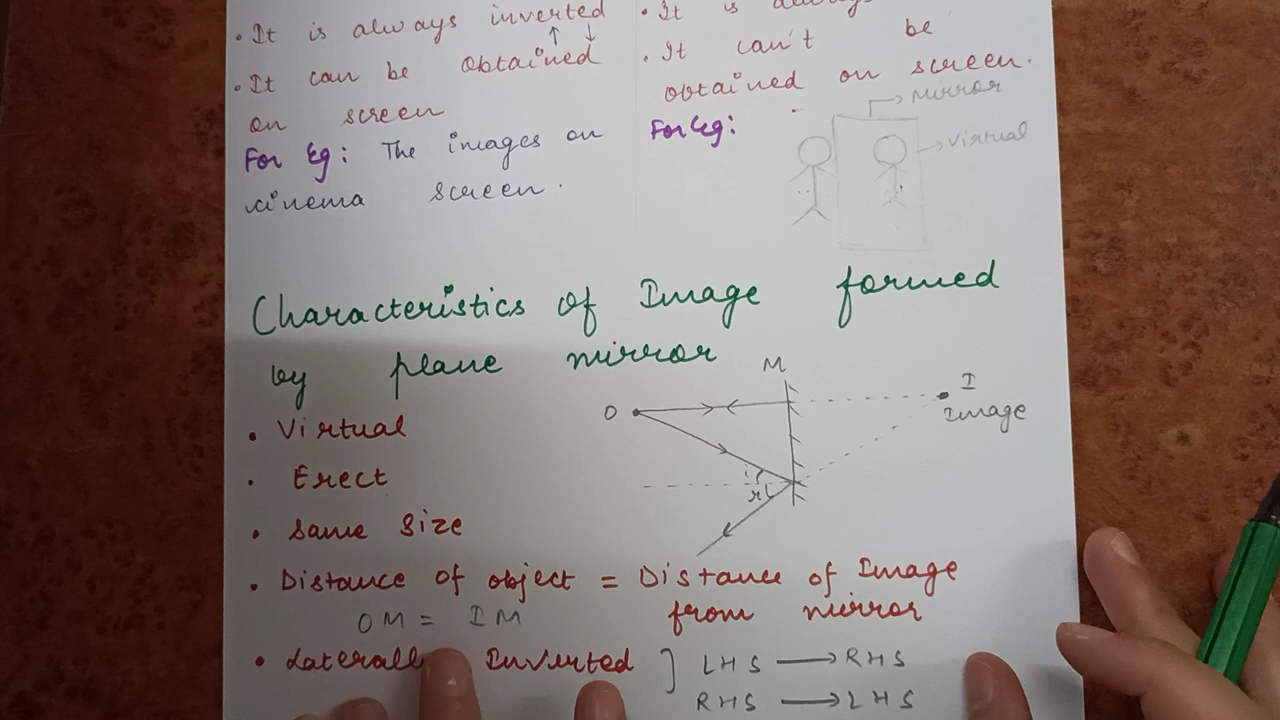 • It is always inverted
• It can be obtained
on screen
For Eg: The images on
cinema screen.
• It is
• It can't be
obtained on screen.
For Eg:
Mirror
Virtual
Characteristics of Image formed
by plane mirror
• Virtual
• Erect
• Same Size
M
O
I
Image
i
r
• Distance of object = Distance of Image
from mirror
OM = IM
• Laterall Inverted ] LHS → RHS
RHS → LHS